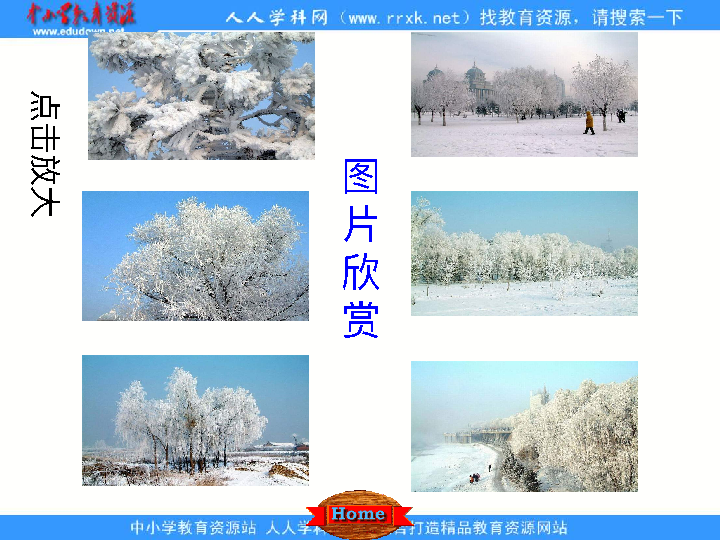 中小学教育资源
www.edudown.net
人人学科网（www.rrxk.net）找教育资源，请搜索一下
点击放大
图片欣赏
Home
中小学教育资源站 人人学科
打造精品教育资源网站